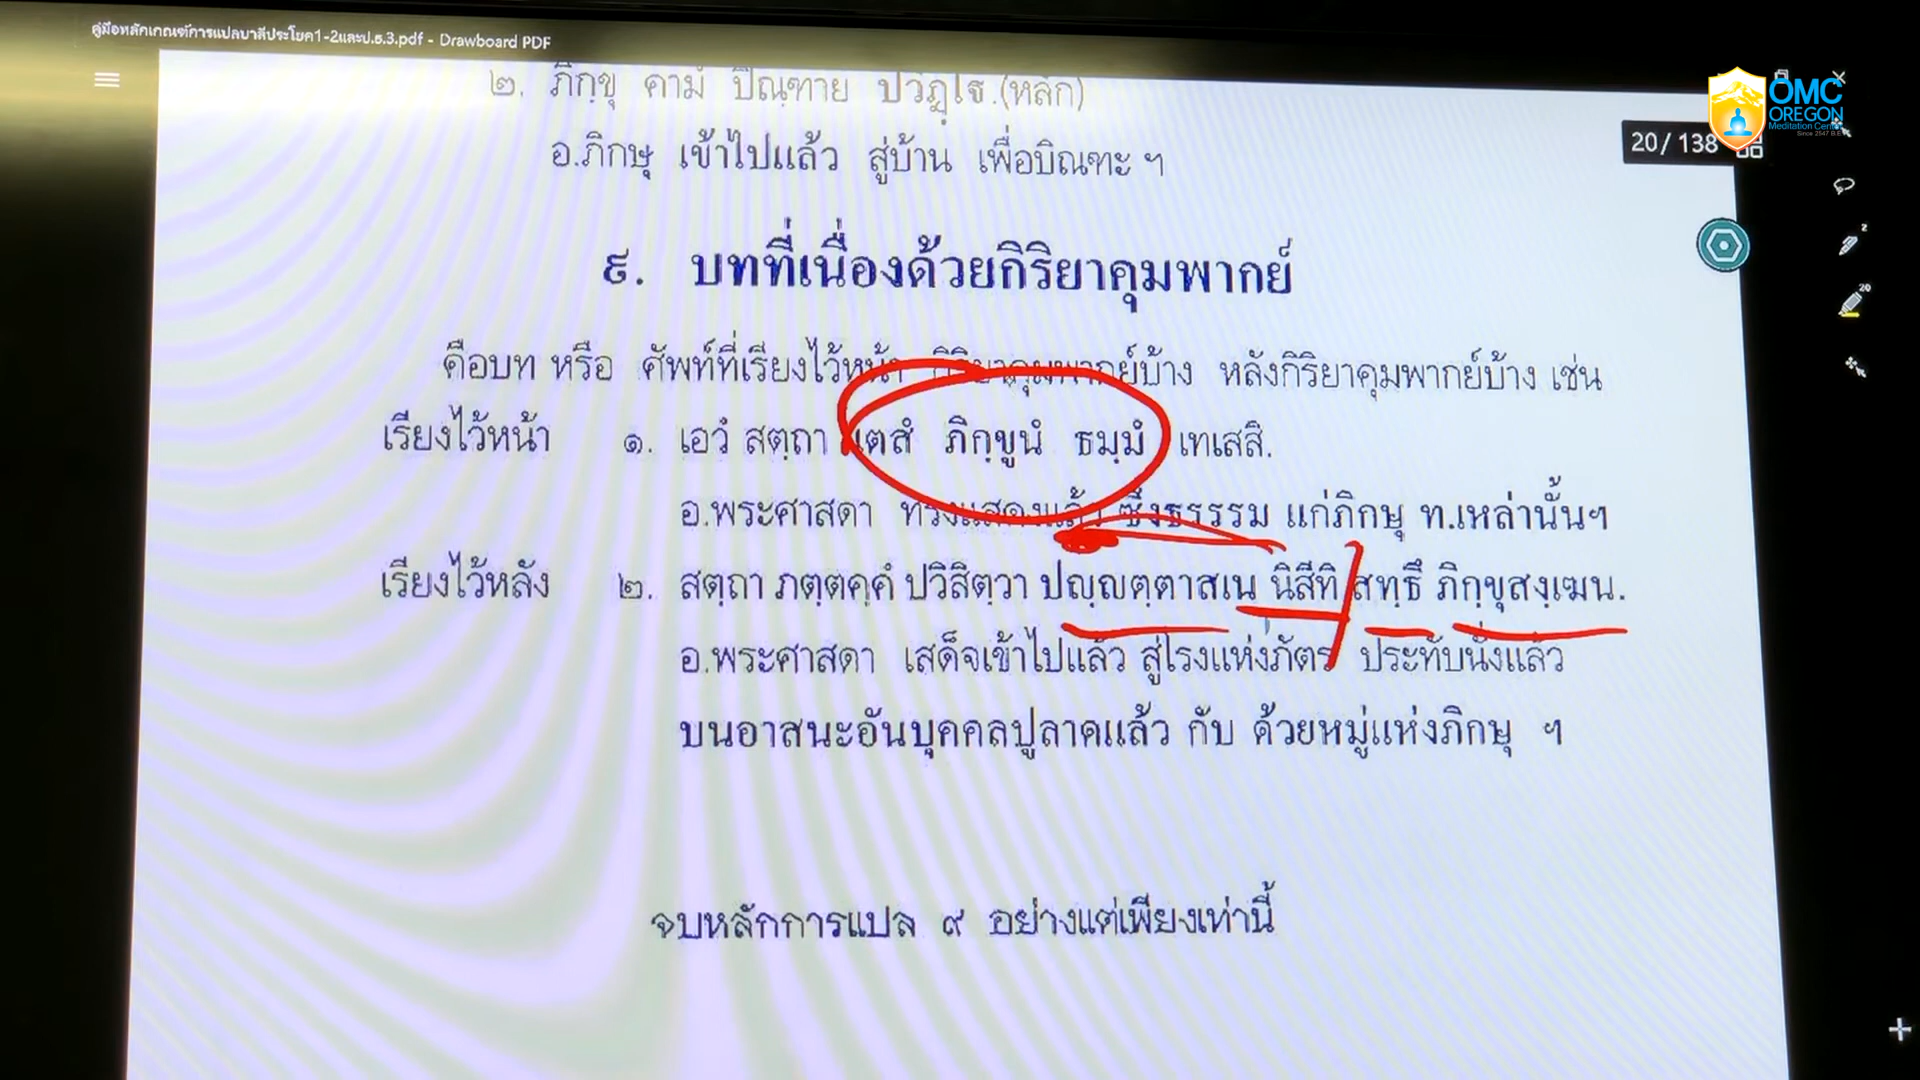 คู่มือหลักเกณฑ์การแปลบาลีประโยค1-2และป.ธ.3.pdf - Drawboard PDF
OMC
OREGON
Meditation Center
Since 2547 B.E.
20 / 138
๒. ภิกฺขุ คามํ ปิณฺฑาย ปวิฏฺโฐ.(หลัก)
อ.ภิกษุ เข้าไปแล้ว สู่บ้าน เพื่อบิณฑะ ฯ
๙. บทที่เนื่องด้วยกิริยาคุมพากย์
คือบท หรือ ศัพท์ที่เรียงไว้หน้า กิริยาคุมพากย์บ้าง หลังกิริยาคุมพากย์บ้าง เช่น
เรียงไว้หน้า ๑. เอวํ สตฺถา เตสํ ภิกฺขูนํ ธมฺมํ เทเสสิ.
อ.พระศาสดา ทรงแสดงแล้ว ซึ่งธรรรม แก่ภิกษุ ท.เหล่านั้นฯ
เรียงไว้หลัง ๒. สตฺถา ภตฺตคฺคํ ปวิสิตฺวา ปญฺญตฺตาสเน นิสีทิ สทฺธึ ภิกฺขุสงฺเฆน.
อ.พระศาสดา เสด็จเข้าไปแล้ว สู่โรงแห่งภัตร ประทับนั่งแล้ว
บนอาสนะอันบุคคลปูลาดแล้ว กับ ด้วยหมู่แห่งภิกษุ ฯ
จบหลักการแปล ๙ อย่างแต่เพียงเท่านี้